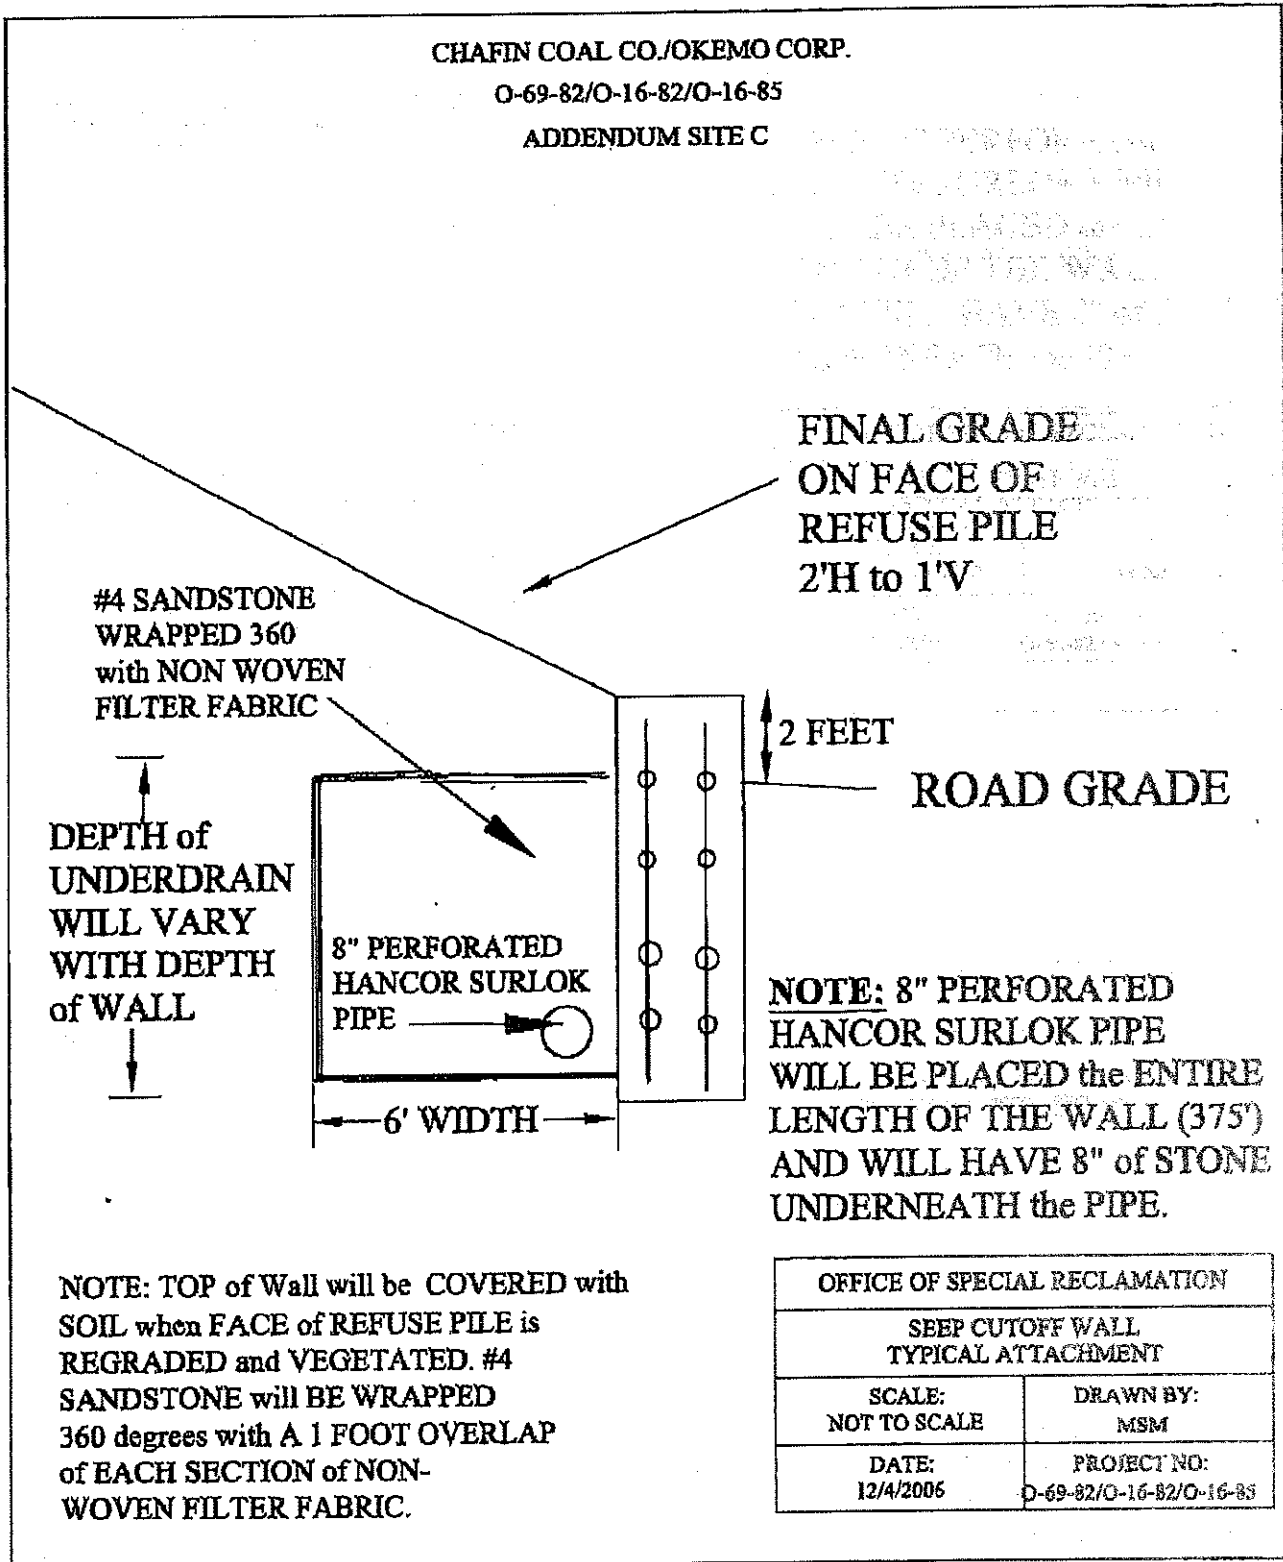 CHAFIN COAL CO./OKEMO CORP.
O-69-82/O-16-82/O-16-85
ADDENDUM SITE C
FINAL GRADE
ON FACE OF
REFUSE PILE
2'H to 1'V
#4 SANDSTONE
WRAPPED 360
with NON WOVEN
FILTER FABRIC
2 FEET
ROAD GRADE
DEPTH of
UNDERDRAIN
WILL VARY
WITH DEPTH
of WALL
8" PERFORATED
HANCOR SURLOK
PIPE
6' WIDTH
NOTE: 8" PERFORATED
HANCOR SURLOK PIPE
WILL BE PLACED the ENTIRE
LENGTH OF THE WALL (375')
AND WILL HAVE 8" of STONE
UNDERNEATH the PIPE.
NOTE: TOP of Wall will be COVERED with
SOIL when FACE of REFUSE PILE is
REGRADED and VEGETATED. #4
SANDSTONE will BE WRAPPED
360 degrees with A 1 FOOT OVERLAP
of EACH SECTION of NON-
WOVEN FILTER FABRIC.
OFFICE OF SPECIAL RECLAMATION
SEEP CUTOFF WALL
TYPICAL ATTACHMENT
SCALE:
NOT TO SCALE
DRAWN BY:
MSM
DATE:
12/4/2006
PROJECT NO:
O-69-82/O-16-82/O-16-85